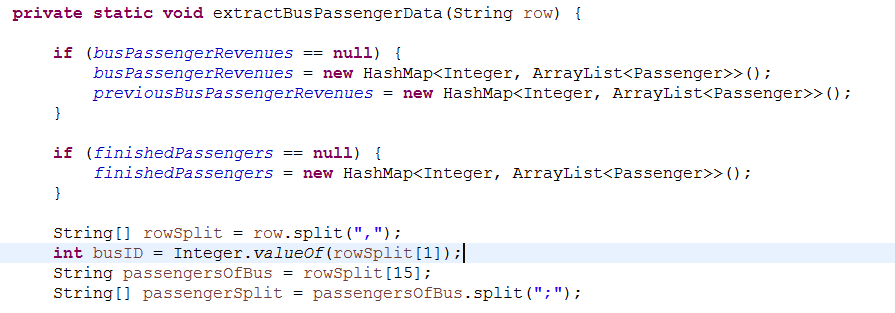 private static void extractBusPassengerData(String row) {
if (busPassengerRevenues == null) {
busPassengerRevenues = new HashMap<Integer, ArrayList<Passenger>>();
previousBusPassengerRevenues = new HashMap<Integer, ArrayList<Passenger>>();
}
if (finishedPassengers == null) {
finishedPassengers = new HashMap<Integer, ArrayList<Passenger>>();
}
String[] rowSplit = row.split(",");
int busID = Integer.valueOf(rowSplit[1]);
String passengersOfBus = rowSplit[15];
String[] passengerSplit = passengersOfBus.split(";");